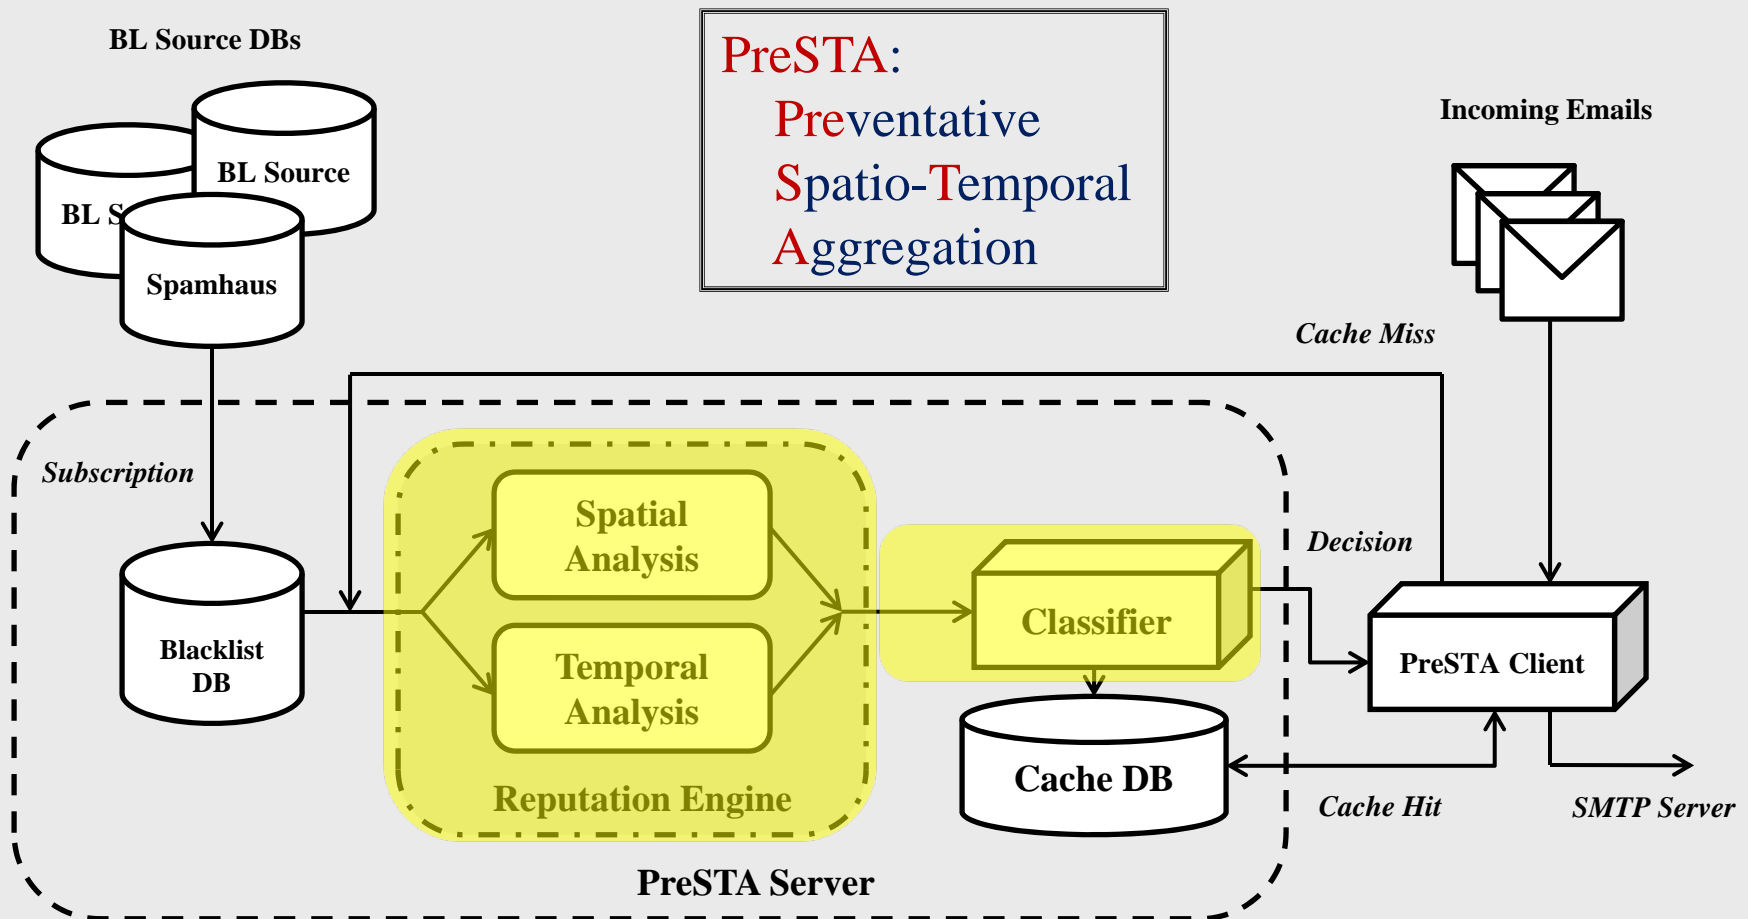 BL Source DBs
PreSTA:
Preventative
Spatio-Temporal
Aggregation
Incoming Emails
BL Source
BL S
Spamhaus
Cache Miss
Subscription
Spatial
Analysis
Decision
Classifier
Blacklist
DB
Temporal
Analysis
PreSTA Client
Cache DB
Reputation Engine
Cache Hit
SMTP Server
PreSTA Server